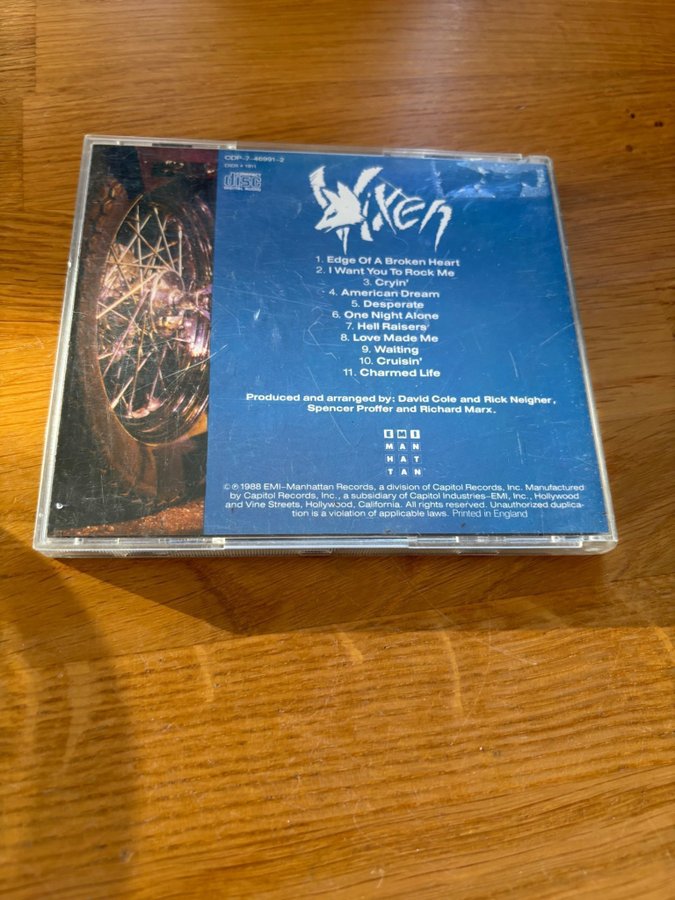 CDP-7-46991-2
COMPACT
disc
DIGITAL AUDIO
Vixen
1. Edge Of A Broken Heart
2. I Want You To Rock Me
3. Cryin'
4. American Dream
5. Desperate
6. One Night Alone
7. Hell Raisers
8. Love Made Me
9. Waiting
10. Cruisin'
11. Charmed Life
Produced and arranged by: David Cole and Rick Neigher,
Spencer Proffer and Richard Marx.
EMI
MAN
HAT
TAN
©℗1988 EMI–Manhattan Records, a division of Capitol Records, Inc. Manufactured
by Capitol Records, Inc., a subsidiary of Capitol Industries–EMI, Inc., Hollywood
and Vine Streets, Hollywood, California. All rights reserved. Unauthorized duplica-
tion is a violation of applicable laws. Printed in England